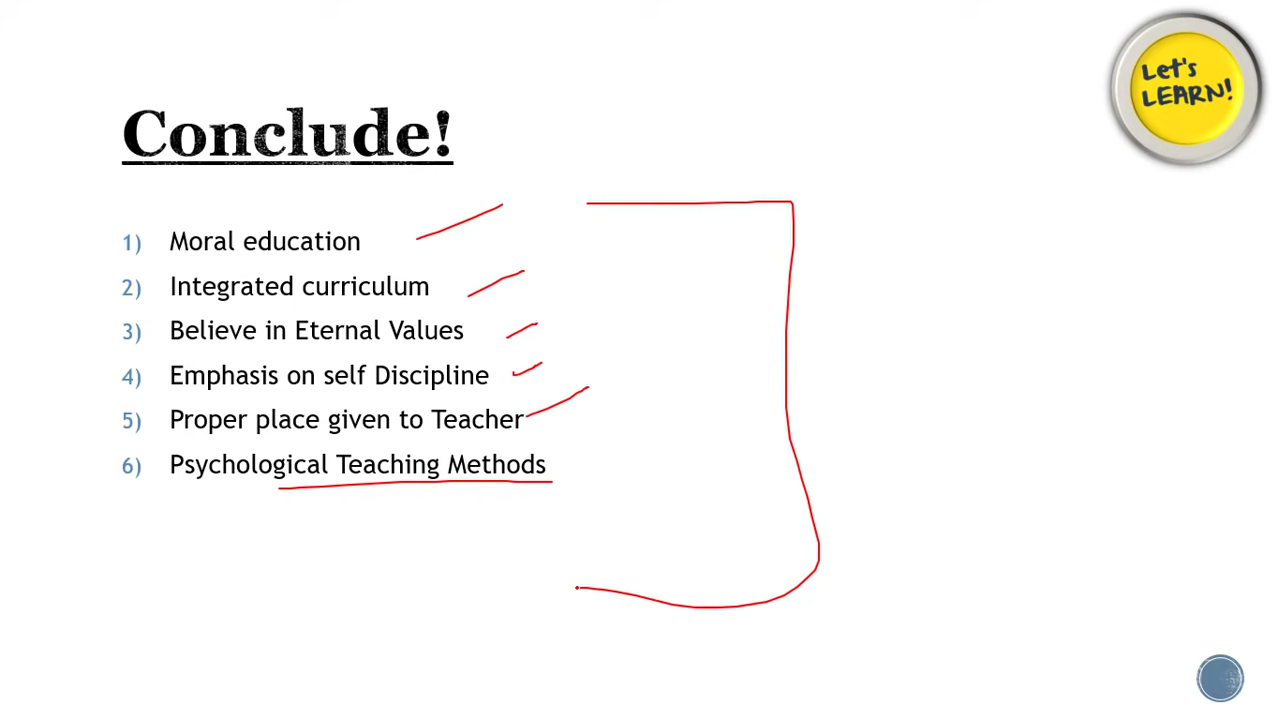 Let's
LEARN!
Conclude!
1) Moral education
2) Integrated curriculum
3) Believe in Eternal Values
4) Emphasis on self Discipline
5) Proper place given to Teacher
6) Psychological Teaching Methods